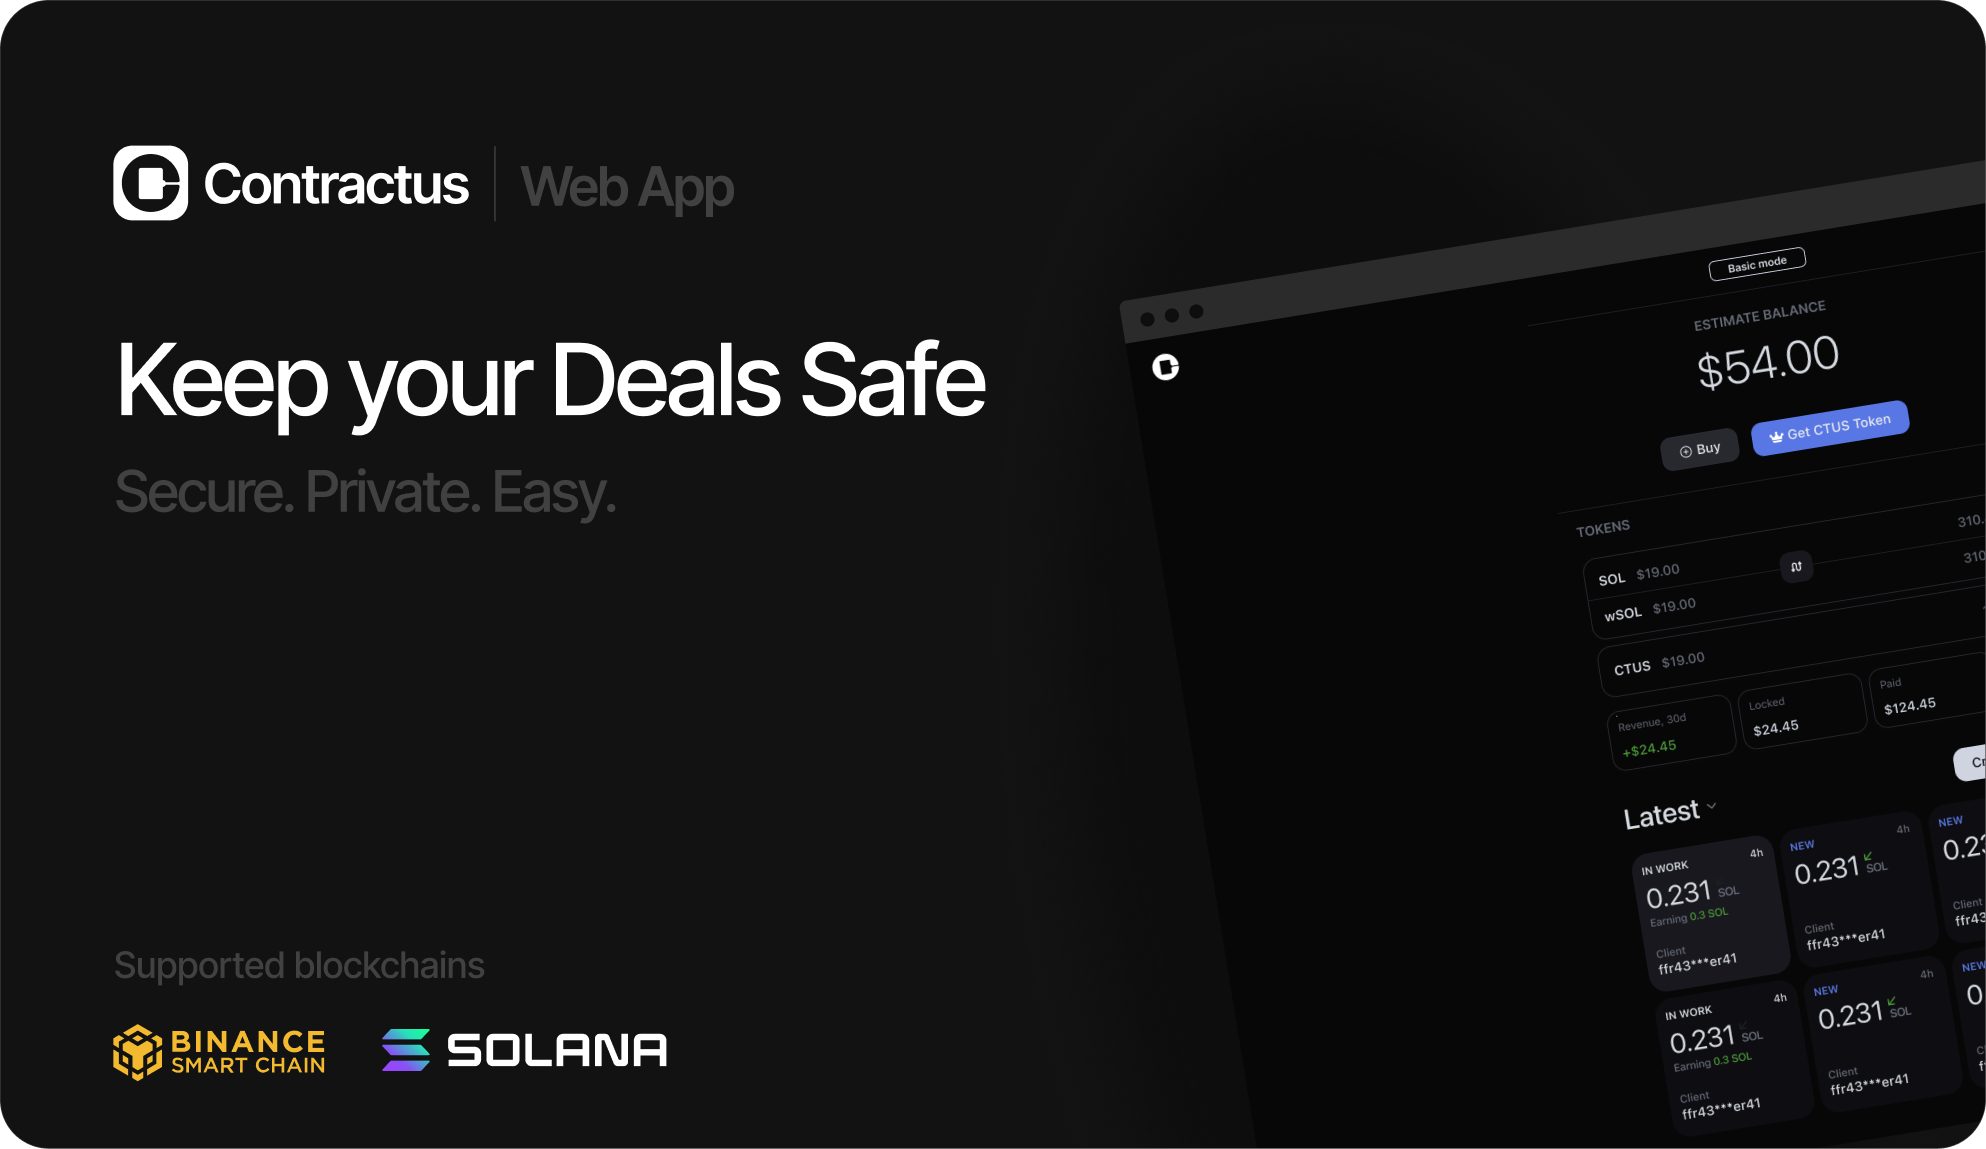 Contractus
Web App
Keep your Deals Safe
Secure. Private. Easy.
Supported blockchains
BINANCE
SMART CHAIN
SOLANA
Basic mode
ESTIMATE BALANCE
$54.00
Buy
Get CTUS Token
TOKENS
SOL $19.00 310.
wSOL $19.00 310
CTUS $19.00
Revenue, 30d
+$24.45
Locked
$24.45
Paid
$124.45
Latest
IN WORK 4h
0.231 SOL
Earning 0.3 SOL
Client
ffr43***er41
NEW 4h
0.231 SOL
Client
ffr43***er41
NEW
0.23
Client
ffr43
IN WORK 4h
0.231 SOL
Earning 0.3 SOL
Client
ffr43***er41
NEW 4h
0.231 SOL
Client
ffr43***er41
NEW